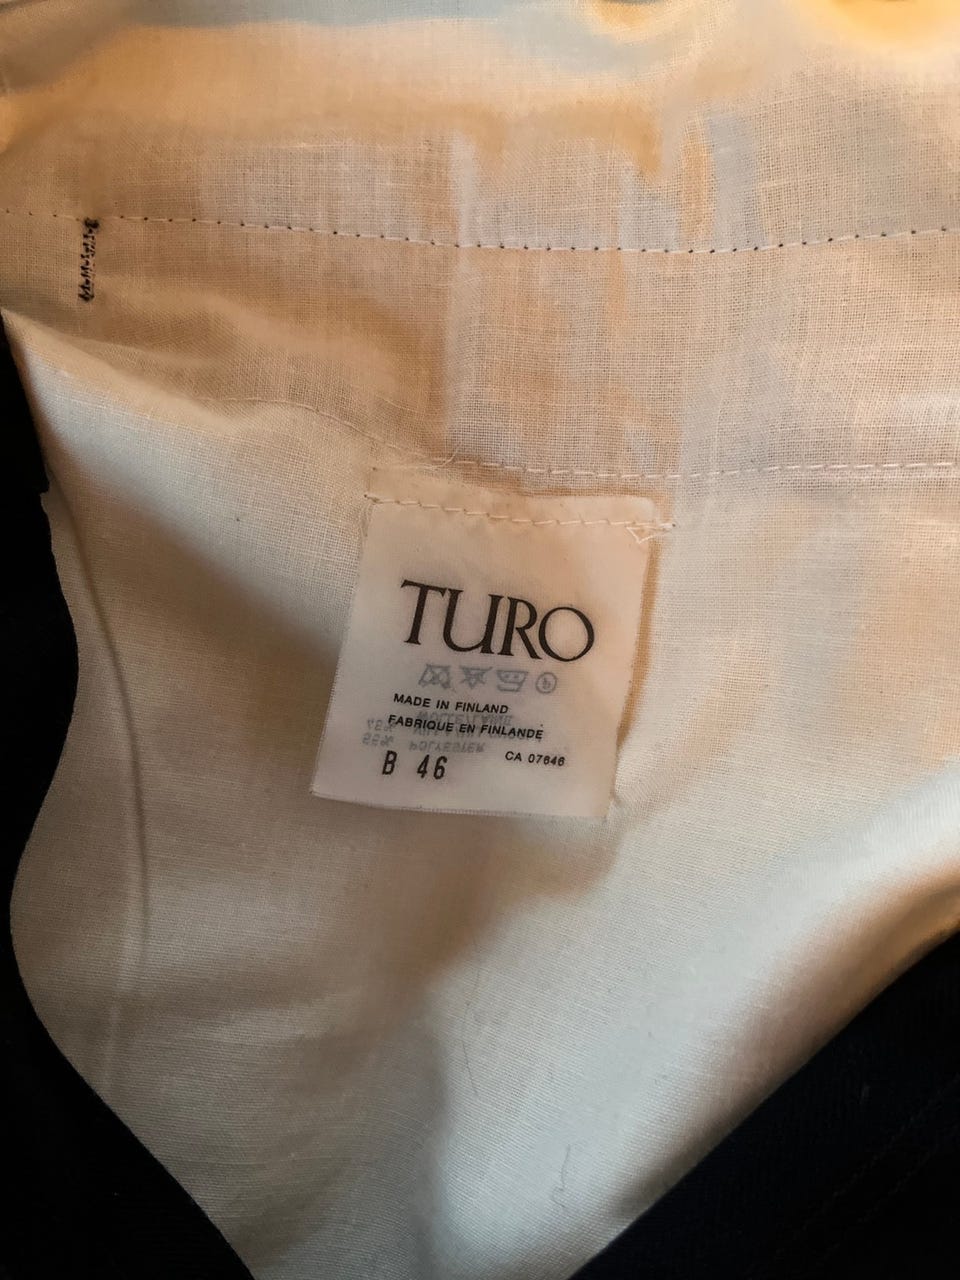 TURO
MADE IN FINLAND
FABRIQUE EN FINLANDE
B 46
CA 07646